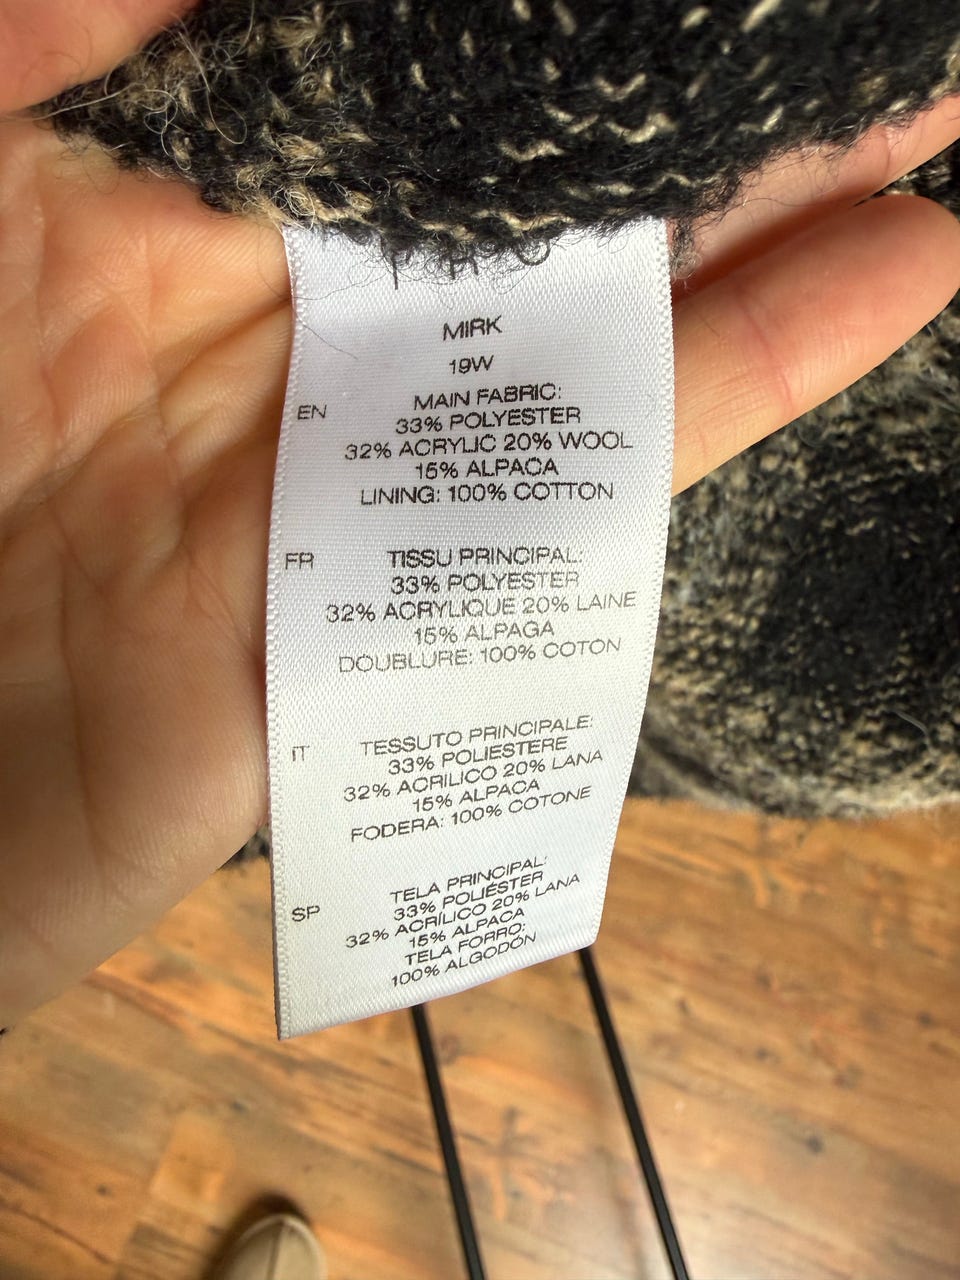 MIRK
19W
EN
MAIN FABRIC:
33% POLYESTER
32% ACRYLIC 20% WOOL
15% ALPACA
LINING: 100% COTTON
FR
TISSU PRINCIPAL:
33% POLYESTER
32% ACRYLIQUE 20% LAINE
15% ALPAGA
DOUBLURE: 100% COTON
IT
TESSUTO PRINCIPALE:
33% POLIESTERE
32% ACRILICO 20% LANA
15% ALPACA
FODERA: 100% COTONE
SP
TELA PRINCIPAL:
33% POLIÉSTER
32% ACRÍLICO 20% LANA
15% ALPACA
TELA FORRO:
100% ALGODÓN